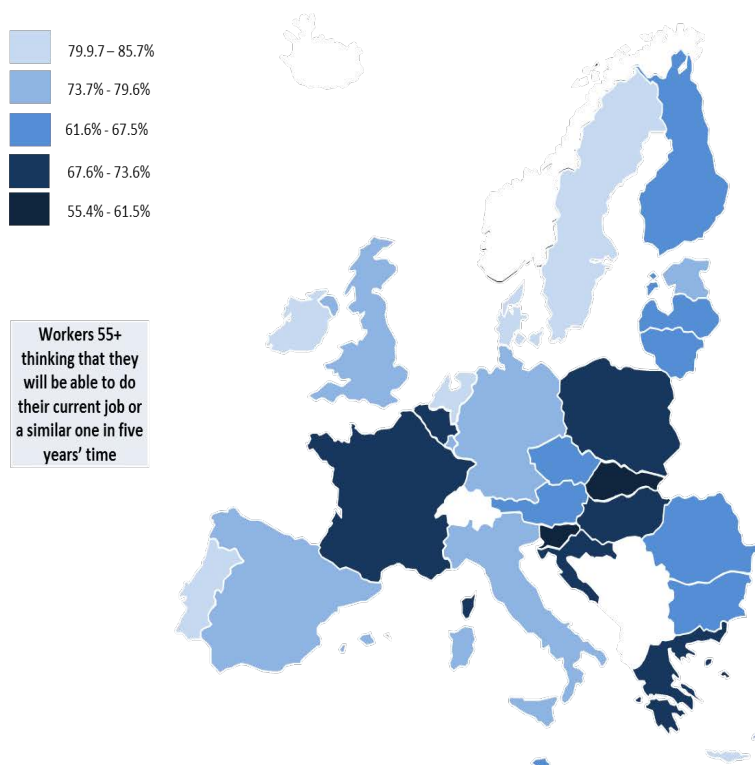 79.9.7 – 85.7%
73.7% - 79.6%
61.6% - 67.5%
67.6% - 73.6%
55.4% - 61.5%
Workers 55+
thinking that they
will be able to do
their current job or
a similar one in five
years’ time